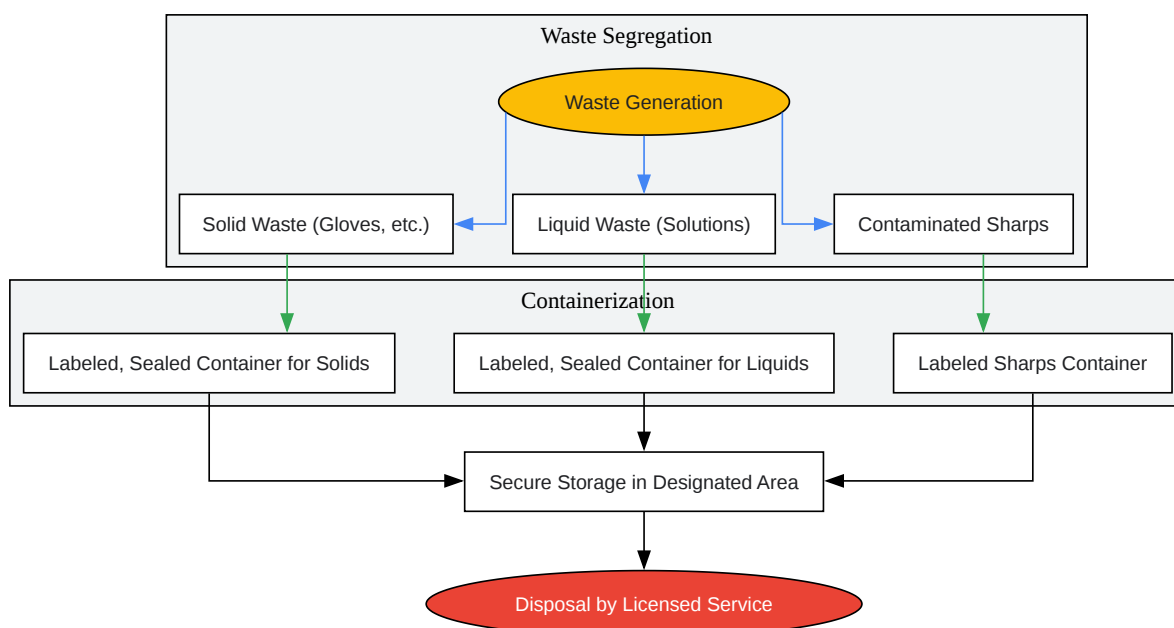 Waste Segregation
Waste Generation
Solid Waste (Gloves, etc.)
Liquid Waste (Solutions)
Contaminated Sharps
Containerization
Labeled, Sealed Container for Solids
Labeled, Sealed Container for Liquids
Labeled Sharps Container
Secure Storage in Designated Area
Disposal by Licensed Service